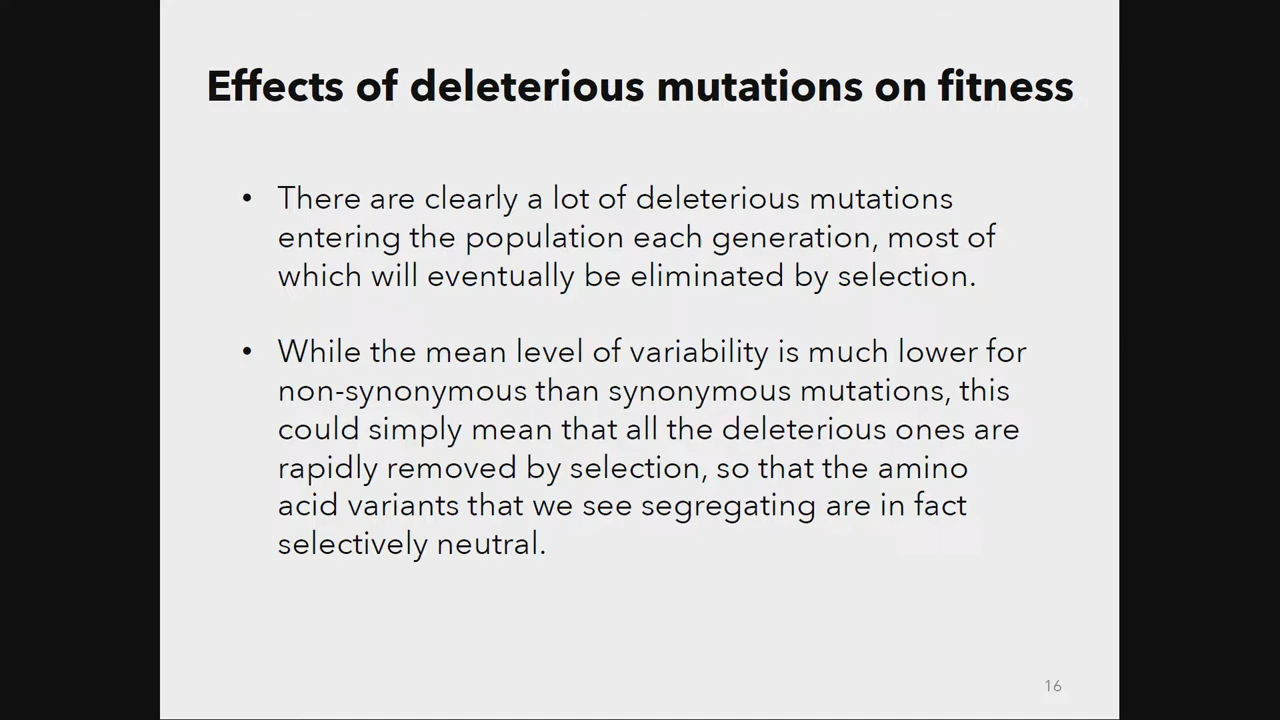 Effects of deleterious mutations on fitness
• There are clearly a lot of deleterious mutations
entering the population each generation, most of
which will eventually be eliminated by selection.
• While the mean level of variability is much lower for
non-synonymous than synonymous mutations, this
could simply mean that all the deleterious ones are
rapidly removed by selection, so that the amino
acid variants that we see segregating are in fact
selectively neutral.
16